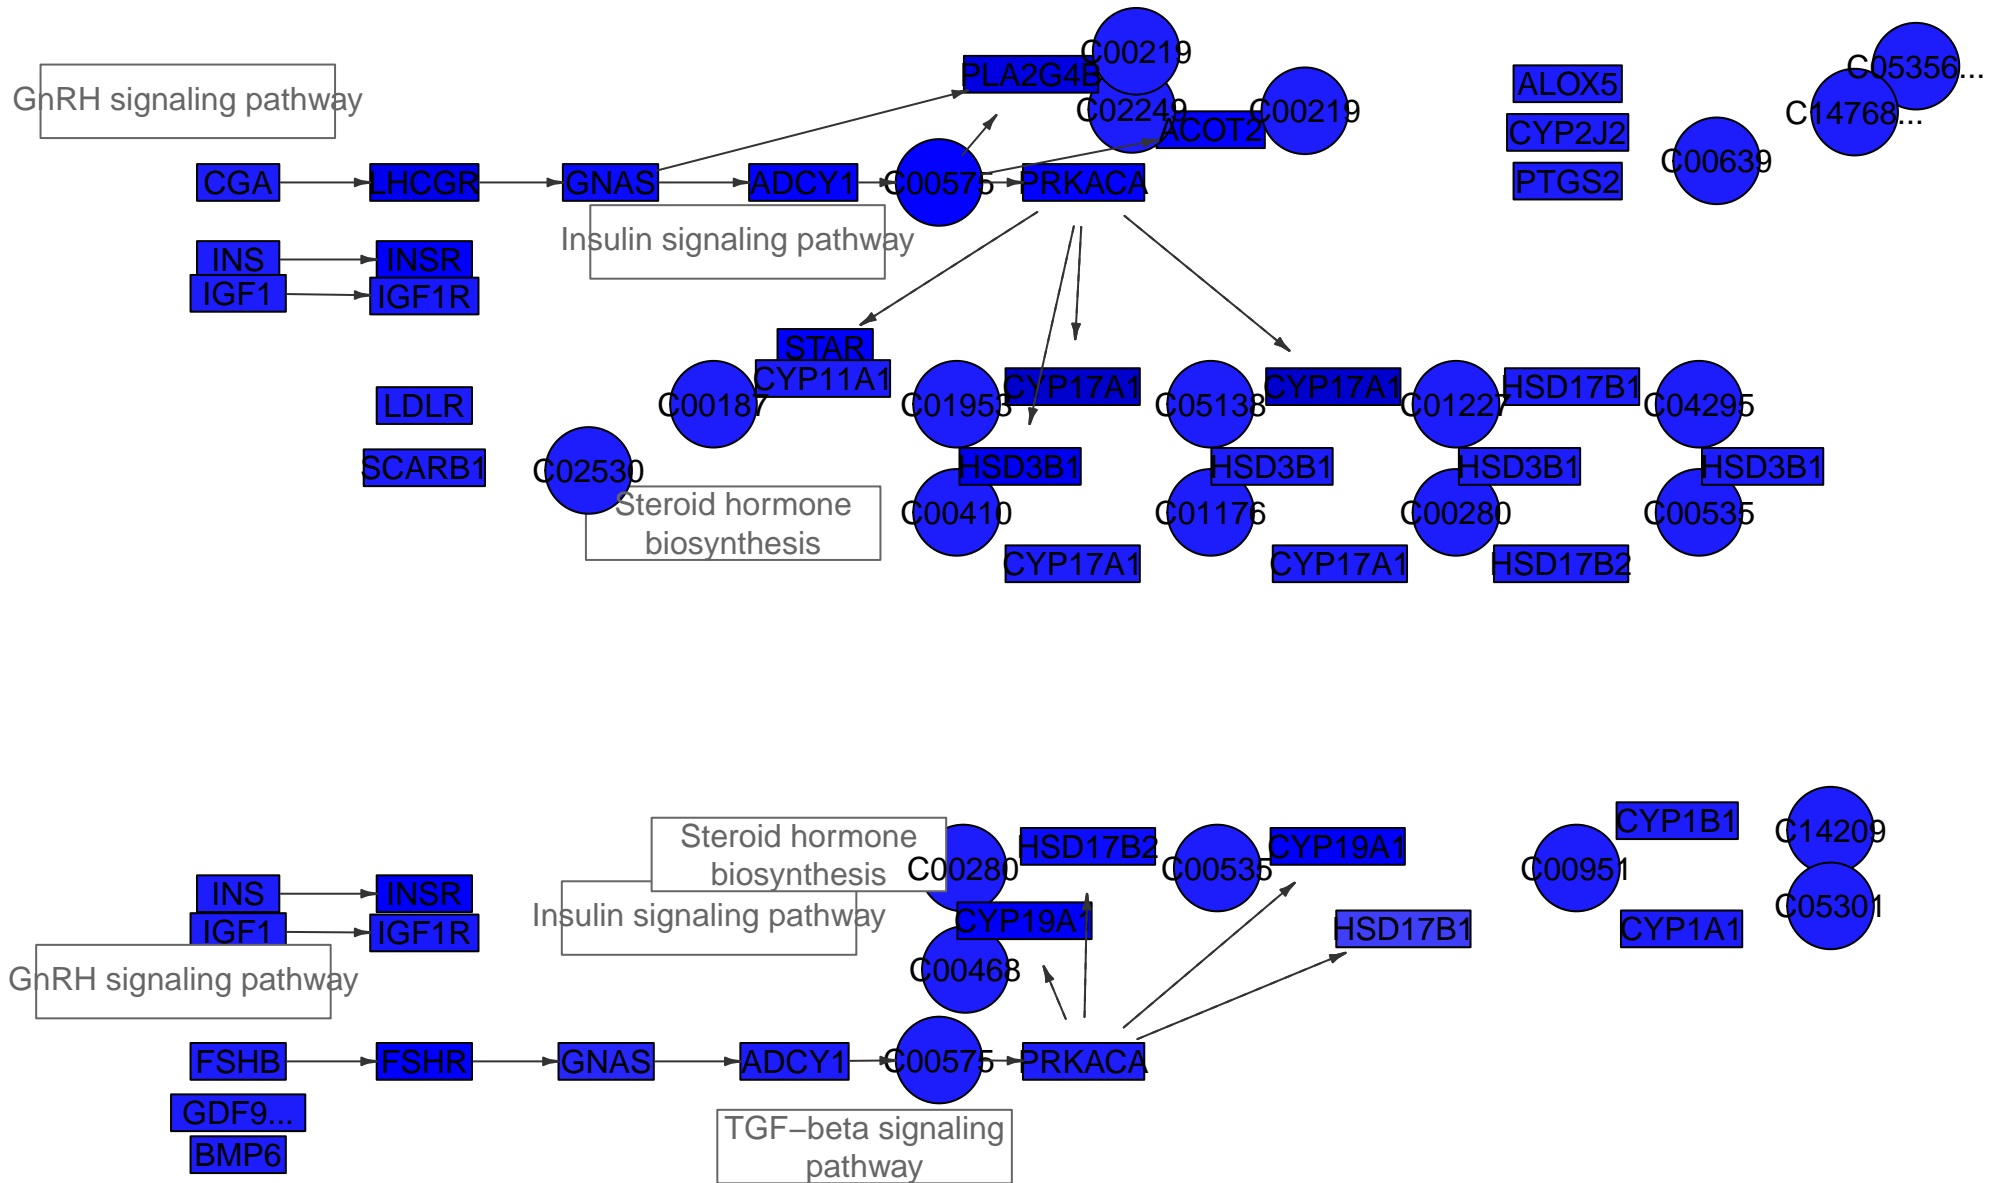 C00219
C05356...
PLA2G4B
ALOX5
GnRH signaling pathway
C02249
C00219
C14768...
ACOT2
CYP2J2
C00639
CGA
LHCGR
GNAS
ADCY1
C00575
PRKACA
PTGS2
Insulin signaling pathway
INS
INSR
IGF1
IGF1R
STAR
CYP11A1
CYP17A1
CYP17A1
HSD17B1
LDLR
C00187
C01953
C05138
C01227
C04295
SCARB1
C02530
HSD3B1
HSD3B1
HSD3B1
HSD3B1
Steroid hormone
biosynthesis
C00410
C01176
C00280
C00535
CYP17A1
CYP17A1
HSD17B2
CYP1B1
C14209
Steroid hormone
biosynthesis
HSD17B2
CYP19A1
C00280
C00535
C00951
INS
INSR
C05301
Insulin signaling pathway
CYP19A1
HSD17B1
CYP1A1
IGF1
IGF1R
GnRH signaling pathway
C00468
FSHB
FSHR
GNAS
ADCY1
C00575
PRKACA
GDF9...
TGF−beta signaling
pathway
BMP6